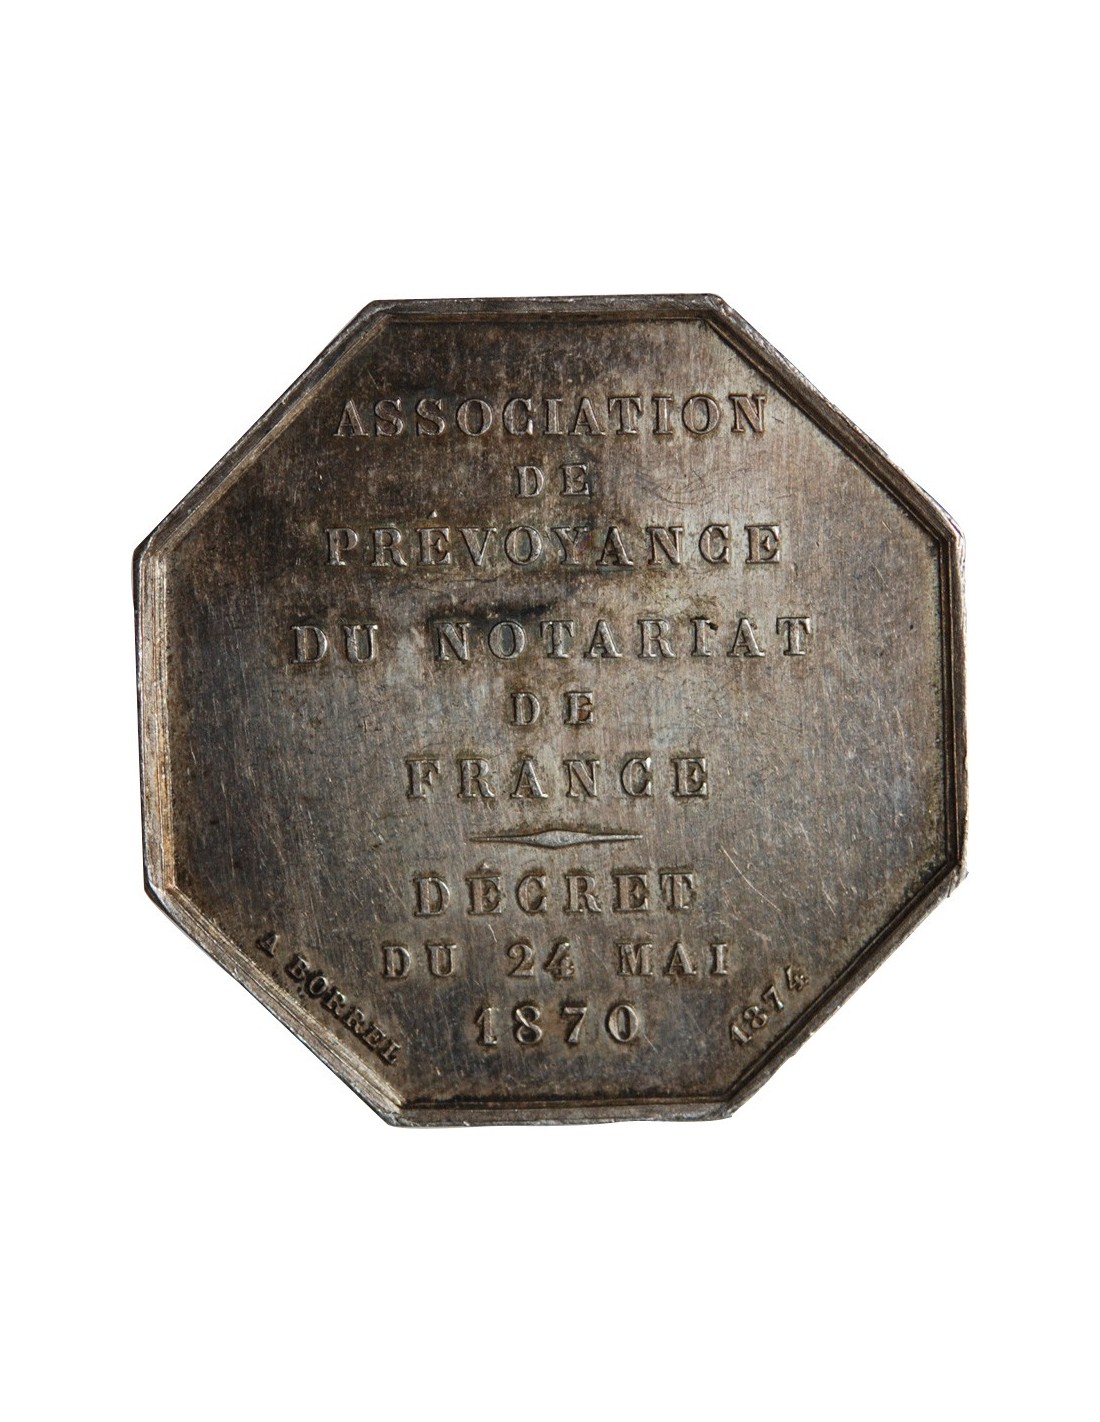 ASSOCIATION
DE
PRÉVOYANCE
DU NOTARIAT
DE
FRANCE
DÉCRET
DU 24 MAI
1870
A BORREL
1874